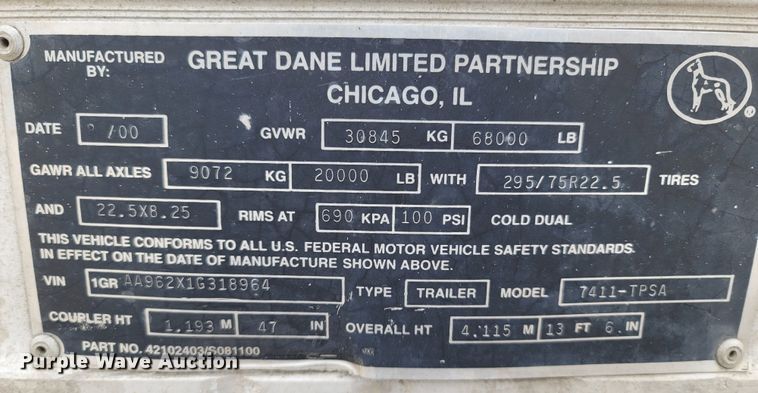 MANUFACTURED BY: GREAT DANE LIMITED PARTNERSHIP
CHICAGO, IL
®
DATE /00 GVWR 30845 KG 68000 LB
GAWR ALL AXLES 9072 KG 20000 LB WITH 295/75R22.5 TIRES
AND 22.5X8.25 RIMS AT 690 KPA 100 PSI COLD DUAL
THIS VEHICLE CONFORMS TO ALL U.S. FEDERAL MOTOR VEHICLE SAFETY STANDARDS.
IN EFFECT ON THE DATE OF MANUFACTURE SHOWN ABOVE.
VIN 1GR AA962X1G318964 TYPE TRAILER MODEL 7411-TPSA
COUPLER HT 1.193 M 47 IN OVERALL HT 4.115 M 13 FT 6. IN
PART NO. 42102403/S081100
Purple Wave Auction